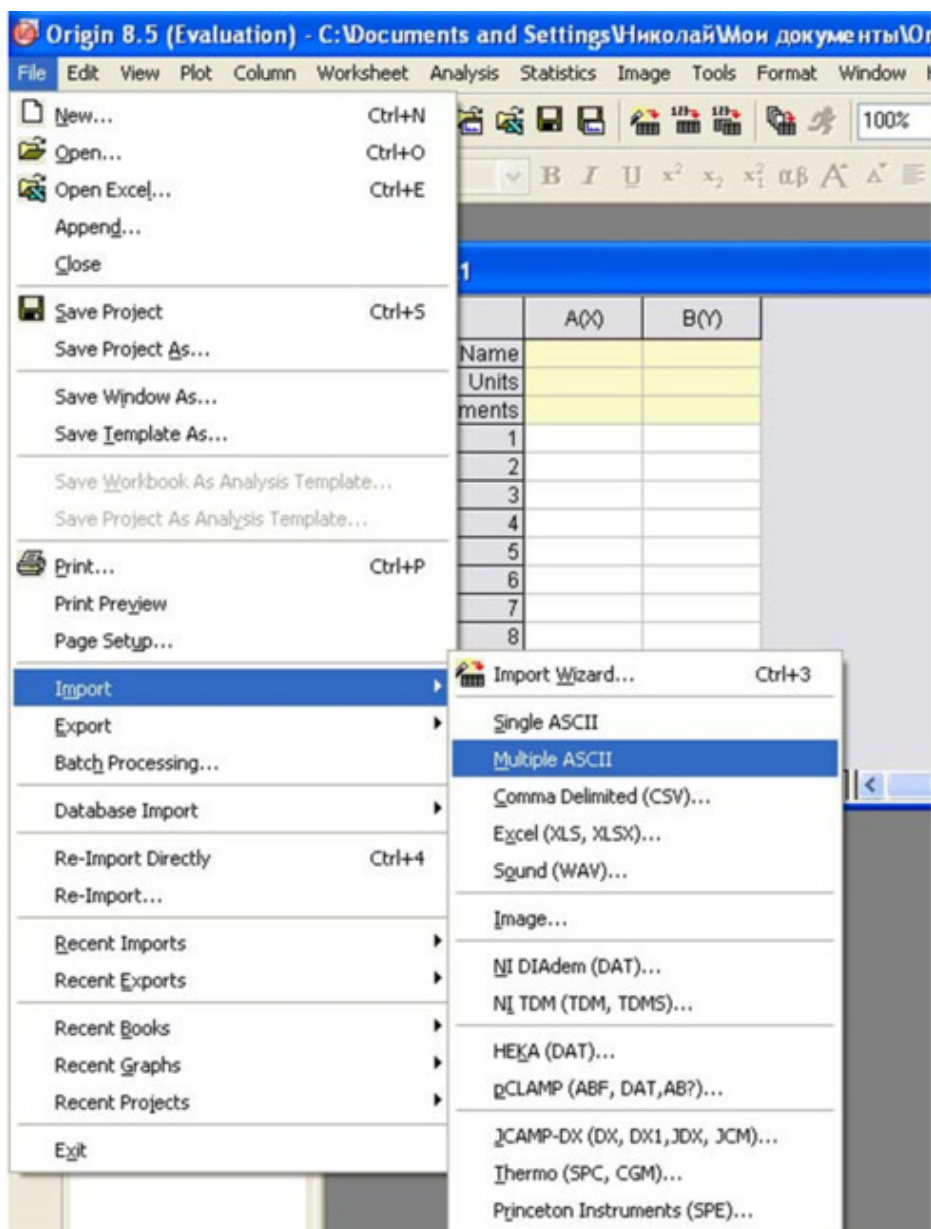 Origin 8.5 (Evaluation) - C:\Documents and Settings\Николай\Мои документы\Or
File Edit View Plot Column Worksheet Analysis Statistics Image Tools Format Window
New... Ctrl+N
100%
Open... Ctrl+O
B I U x² x₂ αβ A A
Open Excel... Ctrl+E
Append...
Close
1
Save Project Ctrl+S
A(X) B(Y)
Save Project As...
Name
Units
Save Window As...
ments
Save Template As...
1
2
Save Workbook As Analysis Template...
3
Save Project As Analysis Template...
4
5
Print... Ctrl+P
6
Print Preview
7
Page Setup...
8
Import
Import Wizard... Ctrl+3
Export
Single ASCII
Batch Processing...
Multiple ASCII
Comma Delimited (CSV)...
Database Import
Excel (XLS, XLSX)...
Re-Import Directly Ctrl+4
Sound (WAV)...
Re-Import...
Image...
Recent Imports
NI DIAdem (DAT)...
Recent Exports
NI TDM (TDM, TDMS)...
Recent Books
HEKA (DAT)...
Recent Graphs
pCLAMP (ABF, DAT,AB?)...
Recent Projects
JCAMP-DX (DX, DX1,JDX, JCM)...
Exit
Thermo (SPC, CGM)...
Princeton Instruments (SPE)...